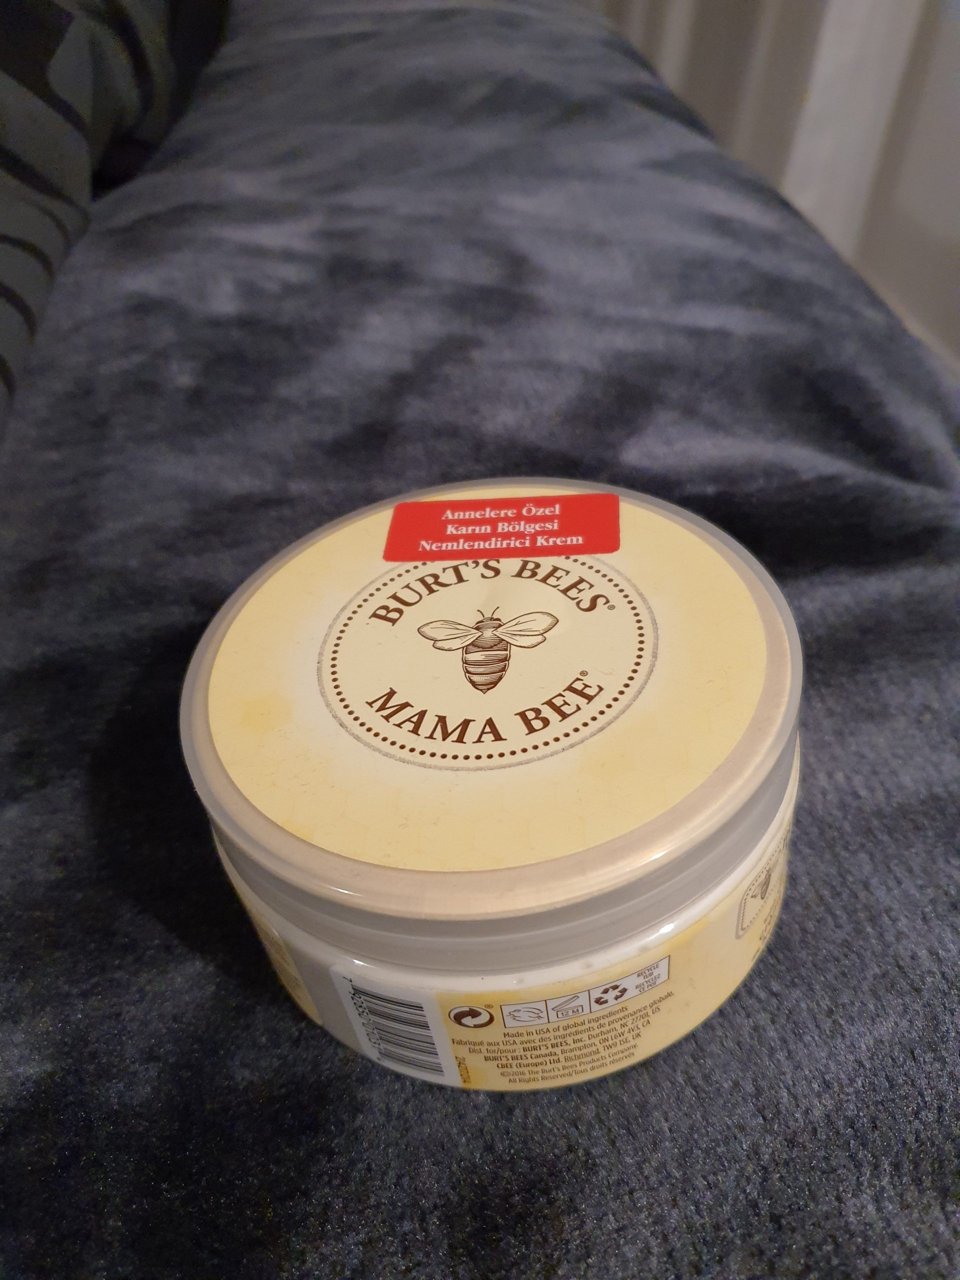 Annelere Özel
Karın Bölgesi
Nemlendirici Krem
BURT'S BEES®
MAMA BEE®
12 M
RECYCLE
Made in USA of global ingredients
Fabriqué aux USA avec des ingrédients de provenance globale.
Dist. for/pour: BURT'S BEES, Inc. Durham, NC 27701, US
BURT'S BEES Canada, Brampton, ON L6W 4V3, CA
CBEE (Europe) Ltd. Richmond, TW9 1SE, UK
©2016 The Burt's Bees Products Company.
All Rights Reserved/Tous droits réservés